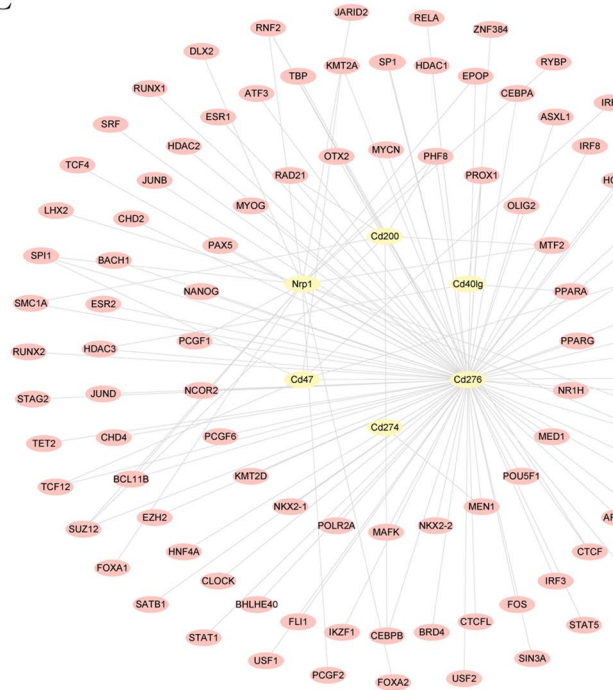 JARID2
RELA
RNF2
ZNF384
DLX2
KMT2A
SP1
HDAC1
RYBP
TBP
EPOP
RUNX1
ATF3
CEBPA
ESR1
ASXL1
SRF
HDAC2
MYCN
IRF8
OTX2
PHF8
TCF4
JUNB
RAD21
PROX1
LHX2
CHD2
MYOG
OLIG2
Cd200
SPI1
BACH1
PAX5
MTF2
Nrp1
Cd40lg
NANOG
PPARA
SMC1A
ESR2
PCGF1
PPARG
RUNX2
HDAC3
Cd47
Cd276
NCOR2
NR1H
STAG2
JUND
Cd274
TET2
CHD4
PCGF6
MED1
TCF12
BCL11B
KMT2D
POU5F1
NKX2-1
MEN1
SUZ12
EZH2
POLR2A
MAFK
NKX2-2
HNF4A
CTCF
FOXA1
CLOCK
IRF3
SATB1
BHLHE40
FOS
FLI1
IKZF1
CEBPB
BRD4
CTCFL
STAT5
STAT1
USF1
SIN3A
PCGF2
FOXA2
USF2